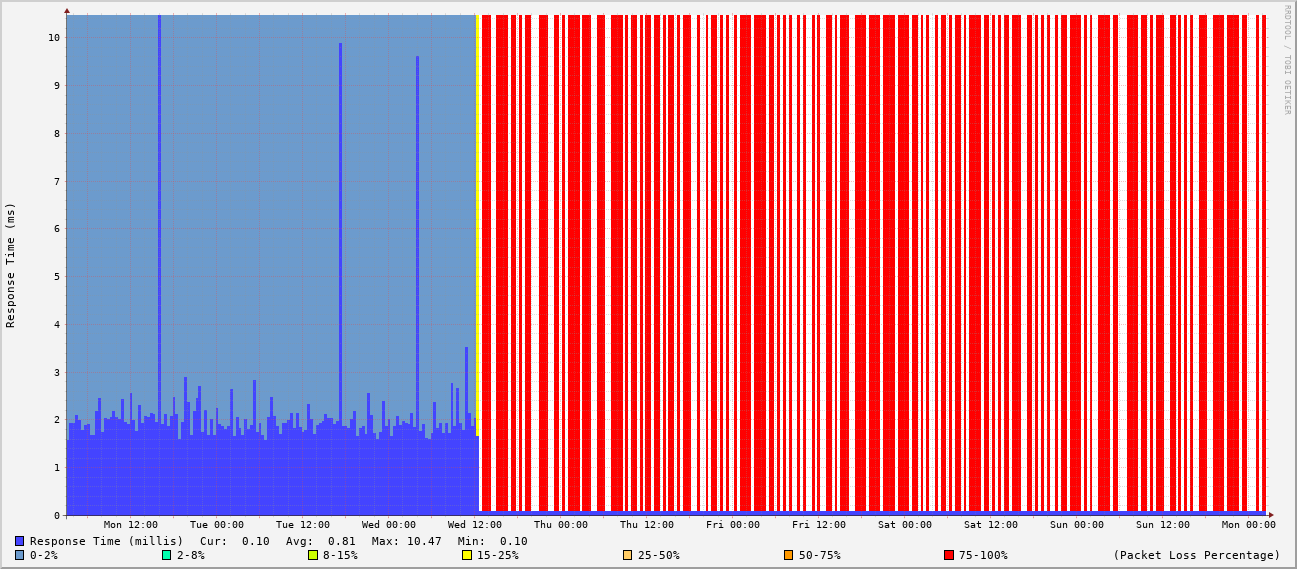 RRDTOOL / TOBI OETIKER
Response Time (ms)
10
9
8
7
6
5
4
3
2
1
0
Mon 12:00 Tue 00:00 Tue 12:00 Wed 00:00 Wed 12:00 Thu 00:00 Thu 12:00 Fri 00:00 Fri 12:00 Sat 00:00 Sat 12:00 Sun 00:00 Sun 12:00 Mon 00:00
Response Time (millis) Cur: 0.10 Avg: 0.81 Max: 10.47 Min: 0.10
0-2% 2-8% 8-15% 15-25% 25-50% 50-75% 75-100% (Packet Loss Percentage)